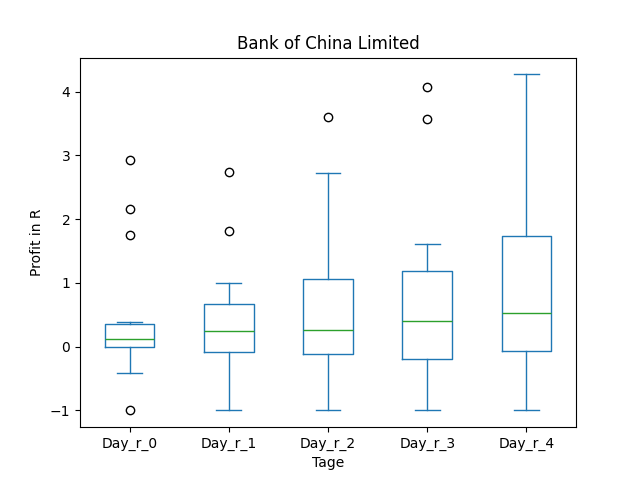 Bank of China Limited
Profit in R
4
3
2
1
0
−1
Day_r_0 Day_r_1 Day_r_2 Day_r_3 Day_r_4
Tage